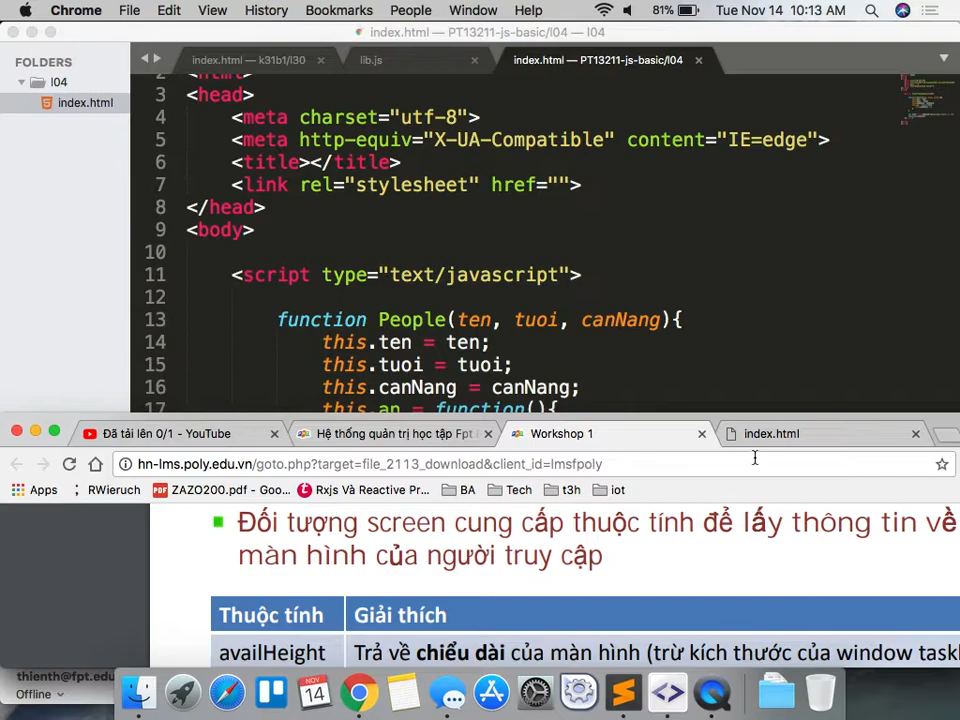 Chrome File Edit View History Bookmarks People Window Help 81% Tue Nov 14 10:13 AM
index.html — PT13211-js-basic/l04 — l04
FOLDERS
l04
index.html
index.html — k31b1/l30 × lib.js × index.html — PT13211-js-basic/l04 ×
3 <head>
4 <meta charset="utf-8">
5 <meta http-equiv="X-UA-Compatible" content="IE=edge">
6 <title></title>
7 <link rel="stylesheet" href="">
8 </head>
9 <body>
10
11 <script type="text/javascript">
12
13 function People(ten, tuoi, canNang){
14 this.ten = ten;
15 this.tuoi = tuoi;
16 this.canNang = canNang;
17 this.an = function(){
Đã tải lên 0/1 - YouTube × Hệ thống quản trị học tập Fpt × Workshop 1 × index.html ×
hn-lms.poly.edu.vn/goto.php?target=file_2113_download&client_id=lmsfpoly
Apps RWieruch ZAZO200.pdf - Goo... Rxjs Và Reactive Pr... BA Tech t3h iot
Đối tượng screen cung cấp thuộc tính để lấy thông tin về
màn hình của người truy cập
Thuộc tính Giải thích
availHeight Trả về chiều dài của màn hình (trừ kích thước của window task
thienth@fpt.edu
Offline
NOV
14